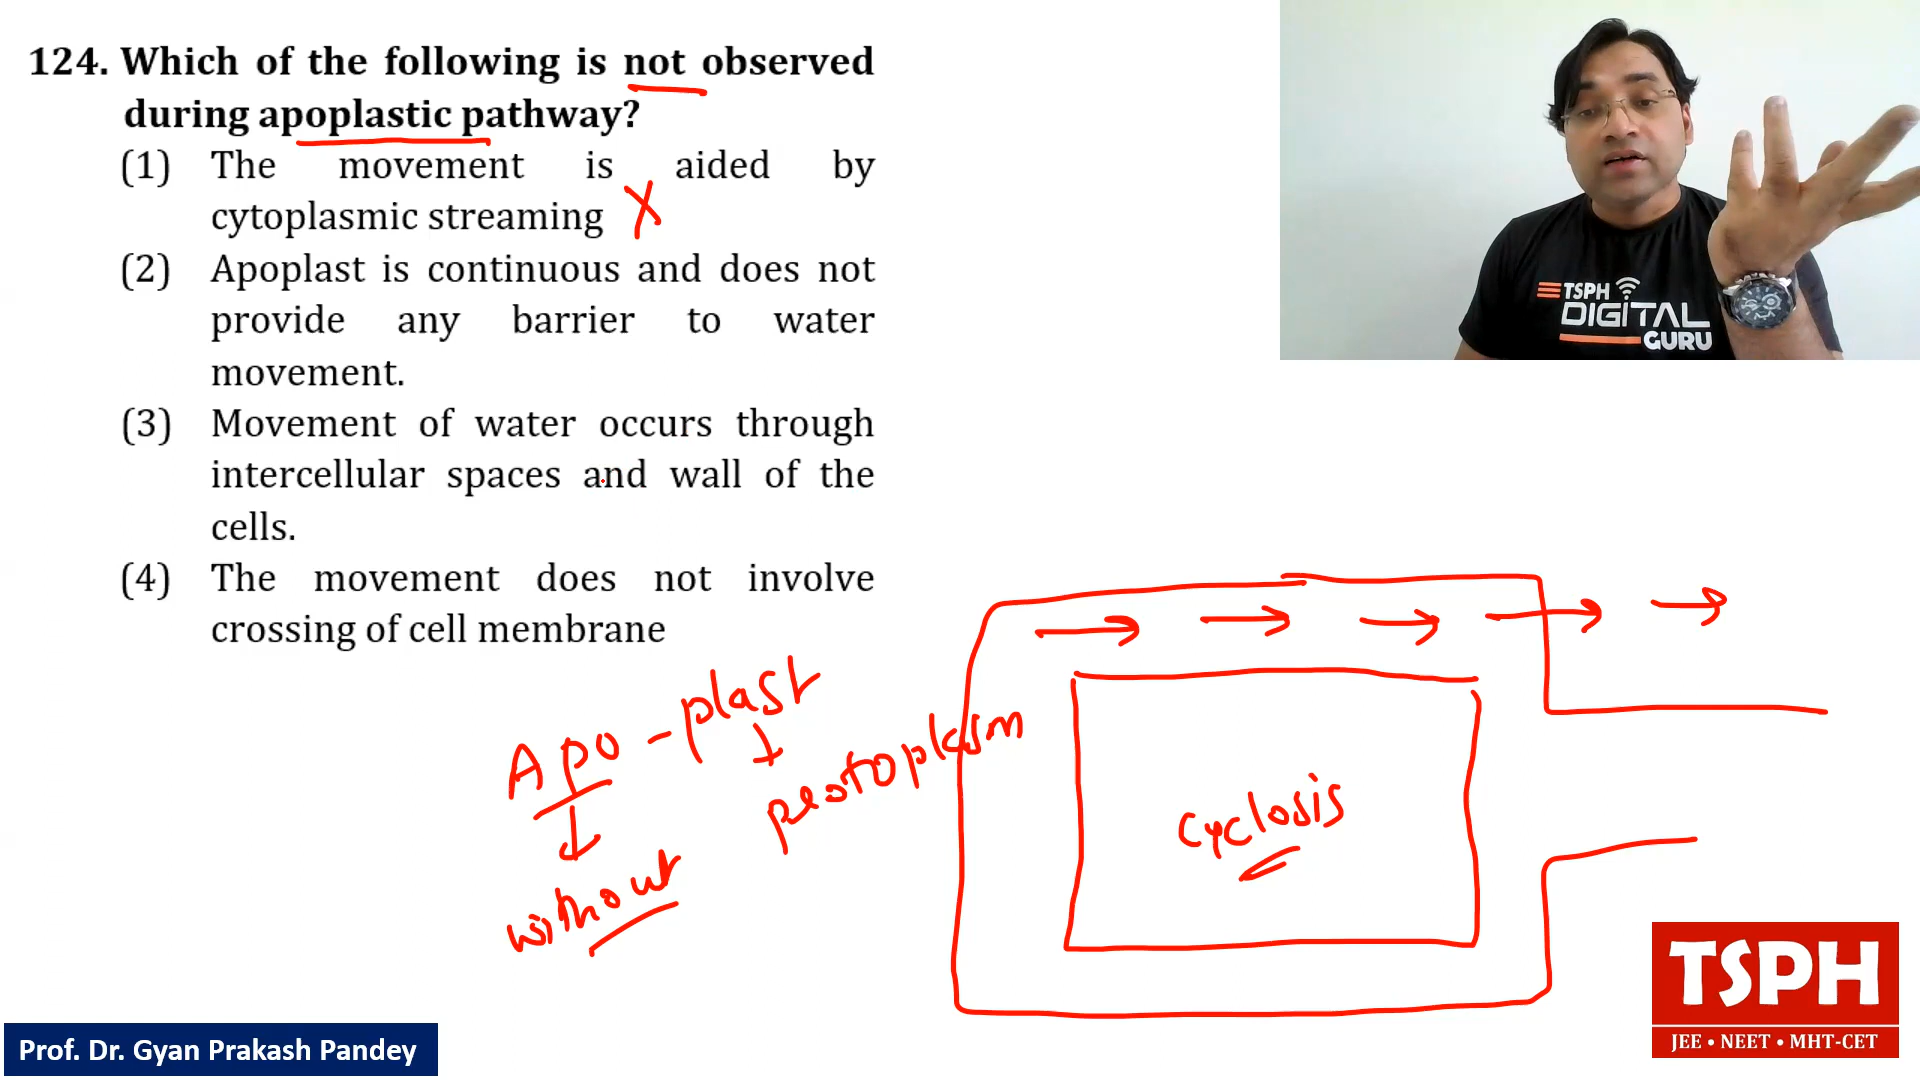 124. Which of the following is not observed
during apoplastic pathway?
(1) The movement is aided by
cytoplasmic streaming X
(2) Apoplast is continuous and does not
provide any barrier to water
movement.
(3) Movement of water occurs through
intercellular spaces and wall of the
cells.
(4) The movement does not involve
crossing of cell membrane
Apo - plast
protoplasm
without
cyclosis
TSPH
DIGITAL
GURU
TSPH
JEE • NEET • MHT-CET
Prof. Dr. Gyan Prakash Pandey